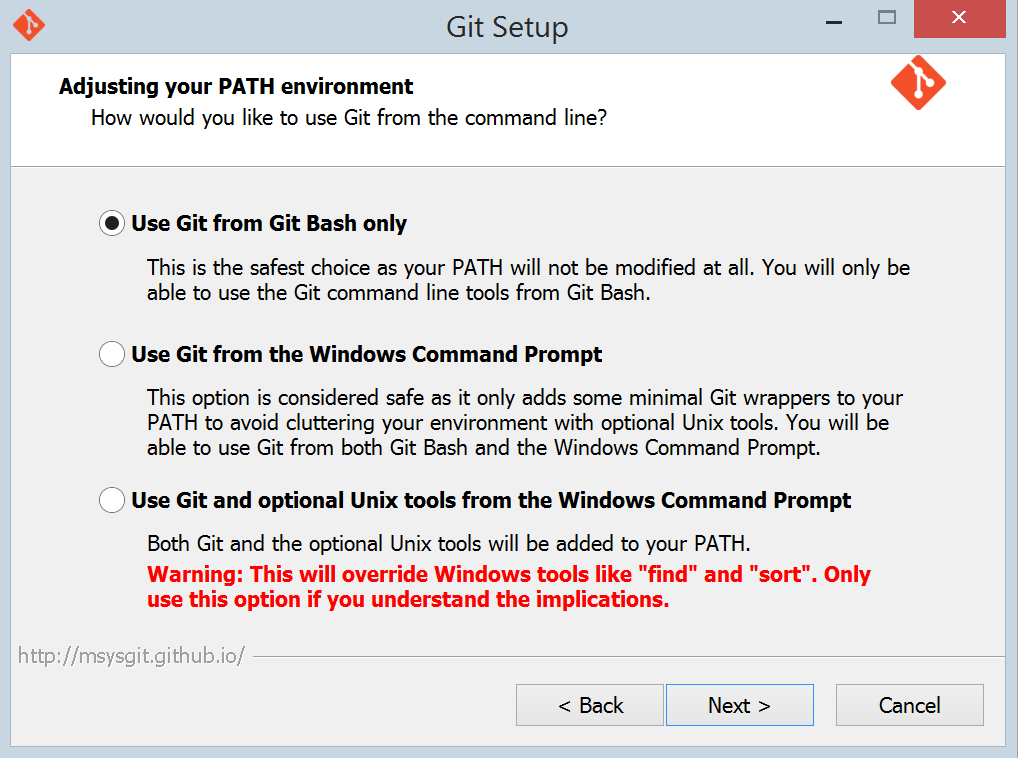 Git Setup
Adjusting your PATH environment
How would you like to use Git from the command line?
Use Git from Git Bash only
This is the safest choice as your PATH will not be modified at all. You will only be
able to use the Git command line tools from Git Bash.
Use Git from the Windows Command Prompt
This option is considered safe as it only adds some minimal Git wrappers to your
PATH to avoid cluttering your environment with optional Unix tools. You will be
able to use Git from both Git Bash and the Windows Command Prompt.
Use Git and optional Unix tools from the Windows Command Prompt
Both Git and the optional Unix tools will be added to your PATH.
Warning: This will override Windows tools like "find" and "sort". Only
use this option if you understand the implications.
http://msysgit.github.io/
< Back Next > Cancel